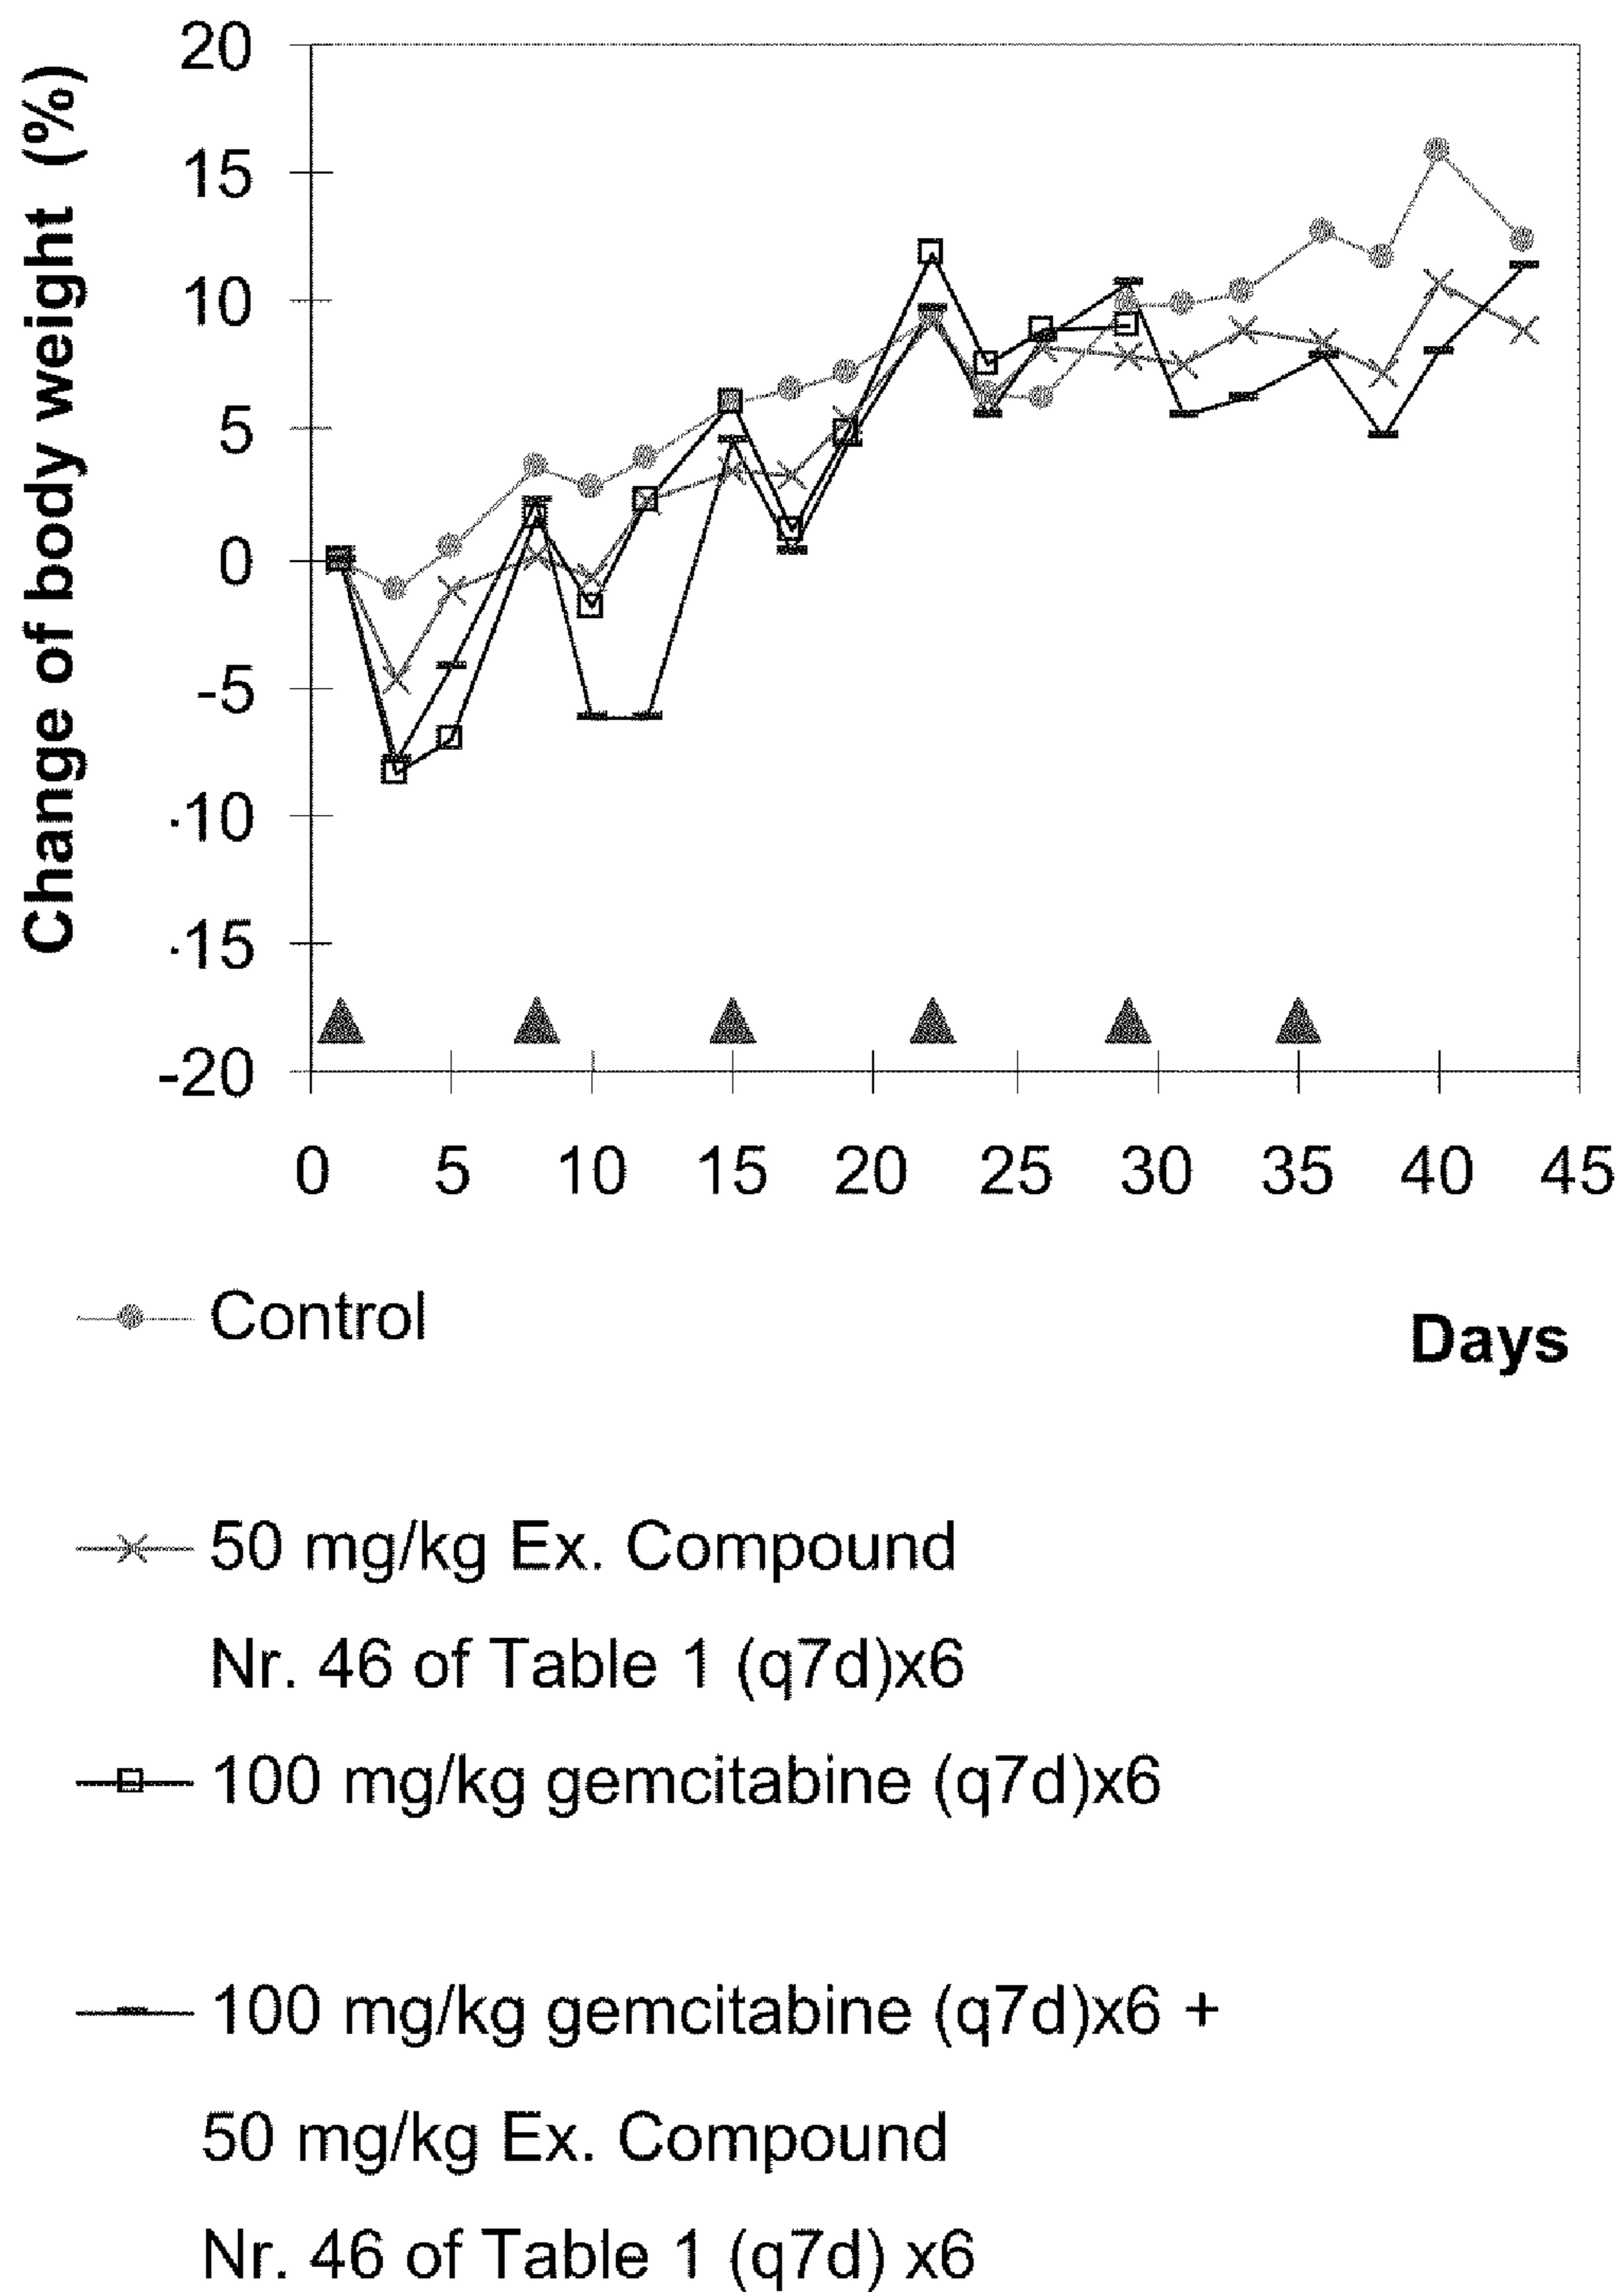 Change of body weight (%)
20
15
10
5
0
-5
-10
-15
-20
0 5 10 15 20 25 30 35 40 45
Days
Control
50 mg/kg Ex. Compound
Nr. 46 of Table 1 (q7d)x6
100 mg/kg gemcitabine (q7d)x6
100 mg/kg gemcitabine (q7d)x6 +
50 mg/kg Ex. Compound
Nr. 46 of Table 1 (q7d) x6